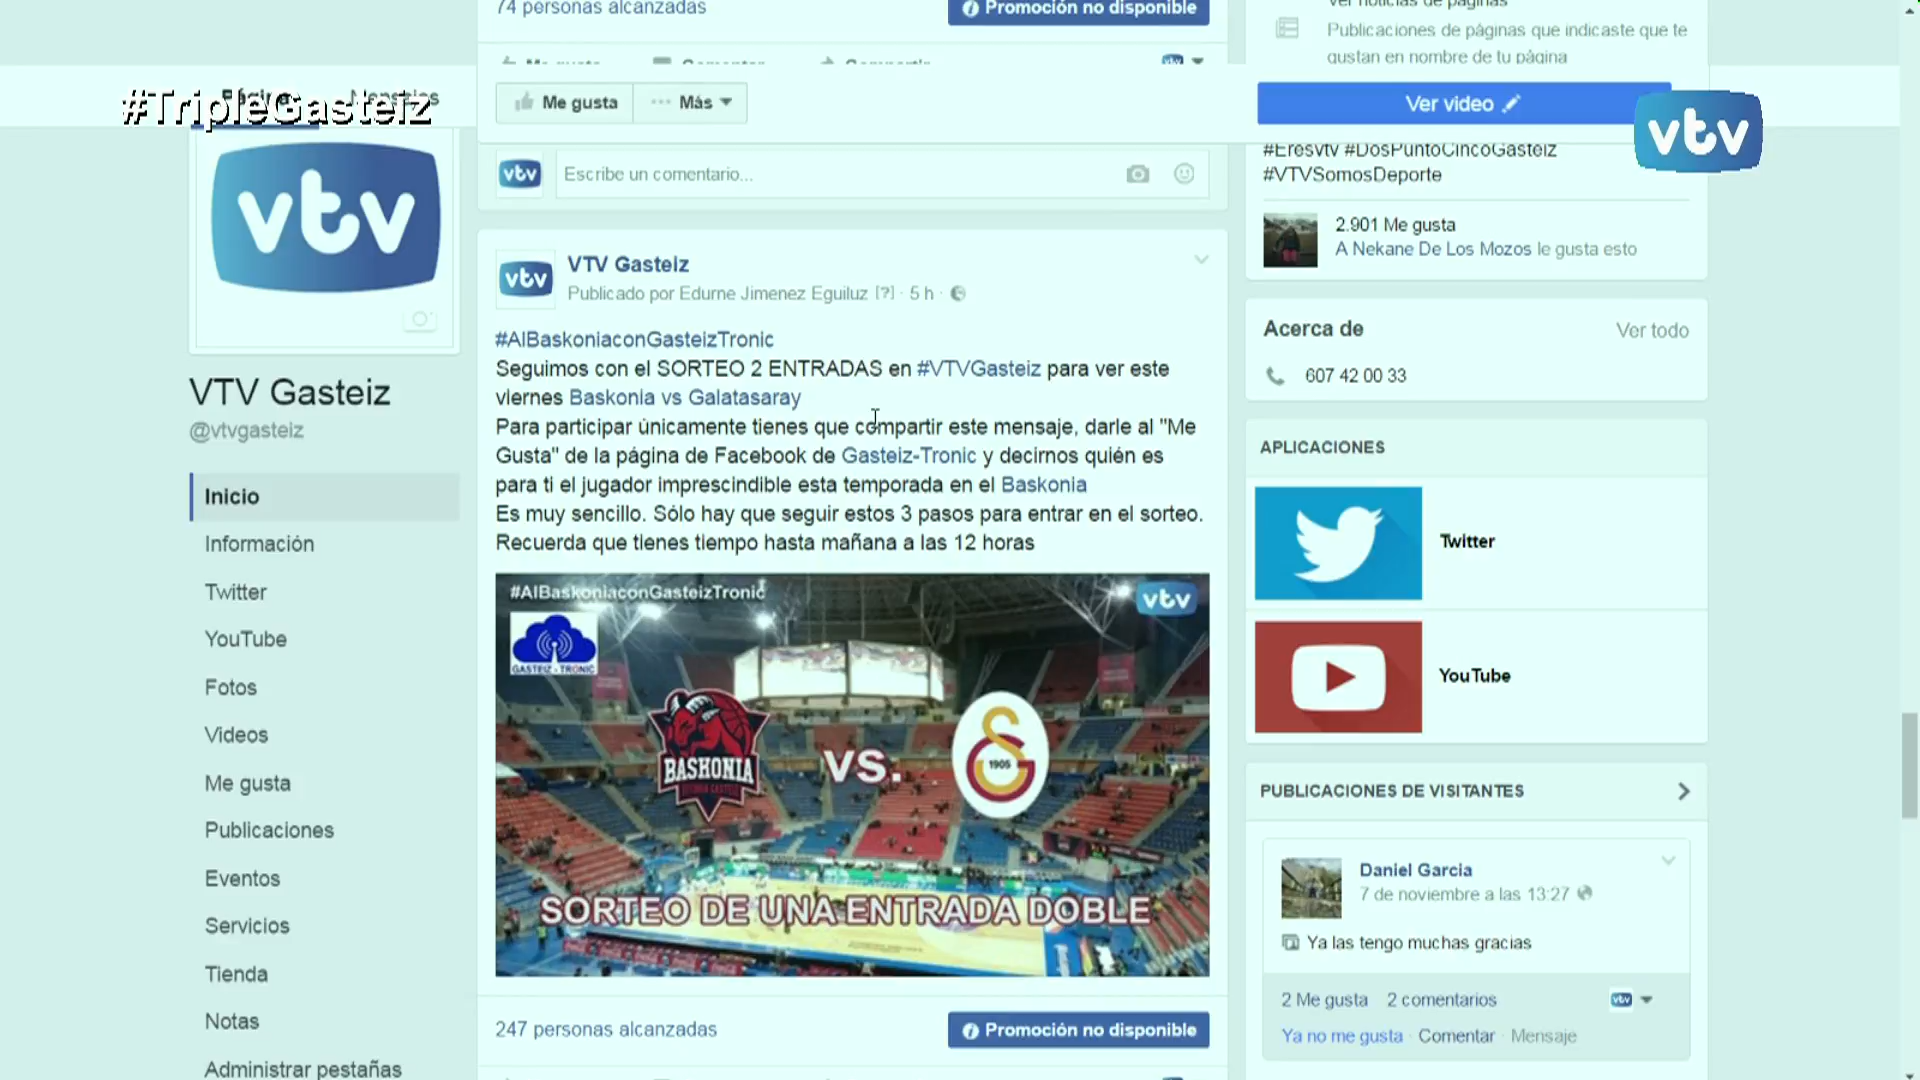 74 personas alcanzadas
Promoción no disponible
Publicaciones de páginas que indicaste que te
gustan en nombre de tu página
#TripleGasteiz
Me gusta
Más
Ver video
vtv
Escribe un comentario...
#EresVtv #DosPuntoCincoGasteiz
#VTVSomosDeporte
2.901 Me gusta
A Nekane De Los Mozos le gusta esto
vtv
VTV Gasteiz
@vtvgasteiz
Inicio
Información
Twitter
YouTube
Fotos
Videos
Me gusta
Publicaciones
Eventos
Servicios
Tienda
Notas
Administrar pestañas
vtv
vtv
VTV Gasteiz
Publicado por Edurne Jimenez Eguiluz [?] · 5 h ·
#AlBaskoniaconGasteizTronic
Seguimos con el SORTEO 2 ENTRADAS en #VTVGasteiz para ver este
viernes Baskonia vs Galatasaray
Para participar únicamente tienes que compartir este mensaje, darle al "Me
Gusta" de la página de Facebook de Gasteiz-Tronic y decirnos quién es
para ti el jugador imprescindible esta temporada en el Baskonia
Es muy sencillo. Sólo hay que seguir estos 3 pasos para entrar en el sorteo.
Recuerda que tienes tiempo hasta mañana a las 12 horas
#AlBaskoniaconGasteizTronic
vtv
GASTEIZ - TRONIC
BASKONIA
VS.
1905
SORTEO DE UNA ENTRADA DOBLE
247 personas alcanzadas
Promoción no disponible
Acerca de
Ver todo
607 42 00 33
APLICACIONES
Twitter
YouTube
PUBLICACIONES DE VISITANTES
Daniel Garcia
7 de noviembre a las 13:27
Ya las tengo muchas gracias
2 Me gusta 2 comentarios
vtv
Ya no me gusta · Comentar · Mensaje